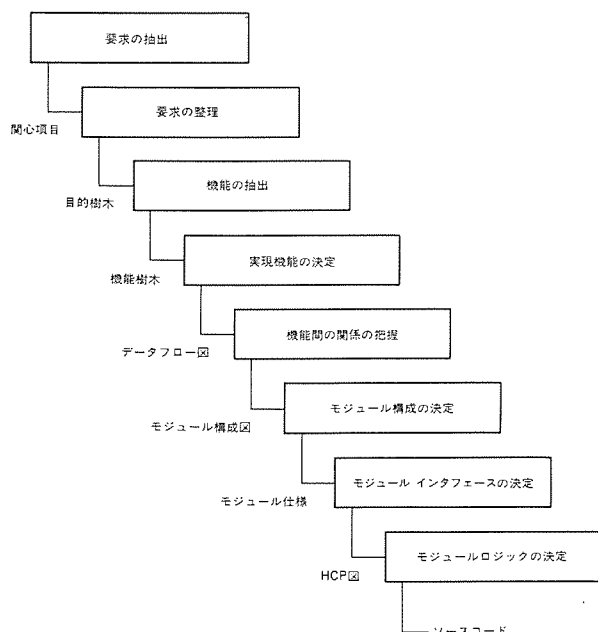 要求の抽出
要求の整理
関心項目
機能の抽出
目的樹木
実現機能の決定
機能樹木
機能間の関係の把握
データフロー図
モジュール構成の決定
モジュール構成図
モジュール インタフェースの決定
モジュール仕様
モジュールロジックの決定
HCP図
ソースコード